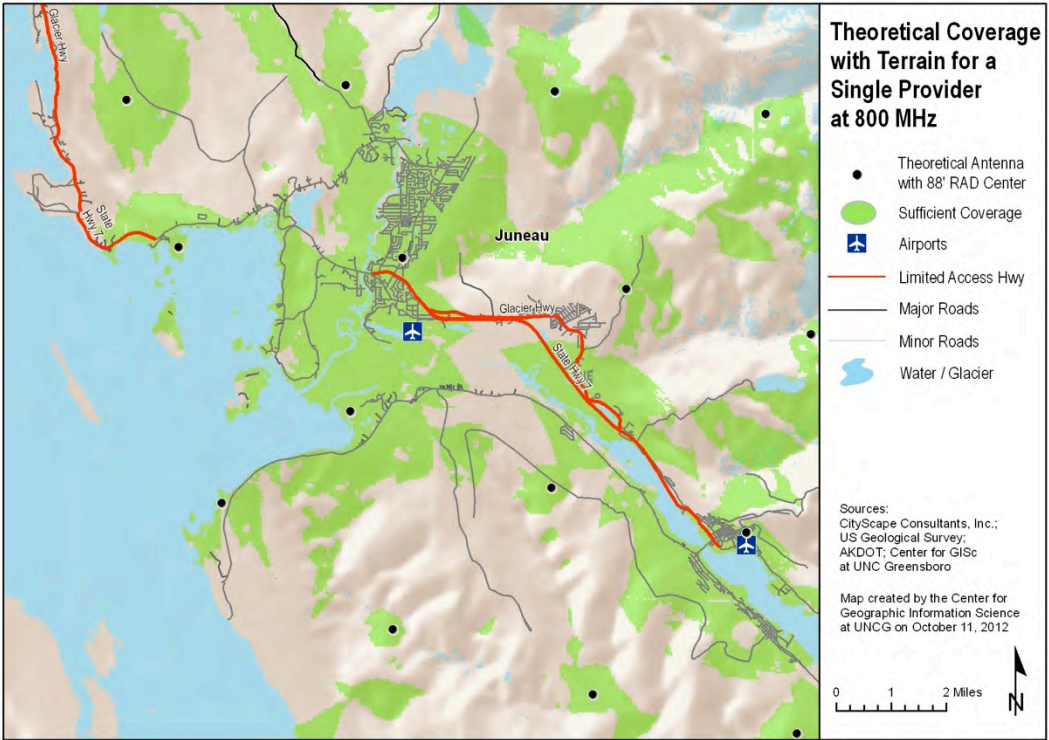 Theoretical Coverage
with Terrain for a
Single Provider
at 800 MHz
Theoretical Antenna
with 88' RAD Center
Sufficient Coverage
Airports
Limited Access Hwy
Major Roads
Minor Roads
Water / Glacier
Sources:
CityScape Consultants, Inc.;
US Geological Survey;
AKDOT; Center for GISc
at UNC Greensboro
Map created by the Center for
Geographic Information Science
at UNCG on October 11, 2012
0 1 2 Miles
N
Glacier Hwy
State
Hwy 7
Juneau
Glacier Hwy
State Hwy 7